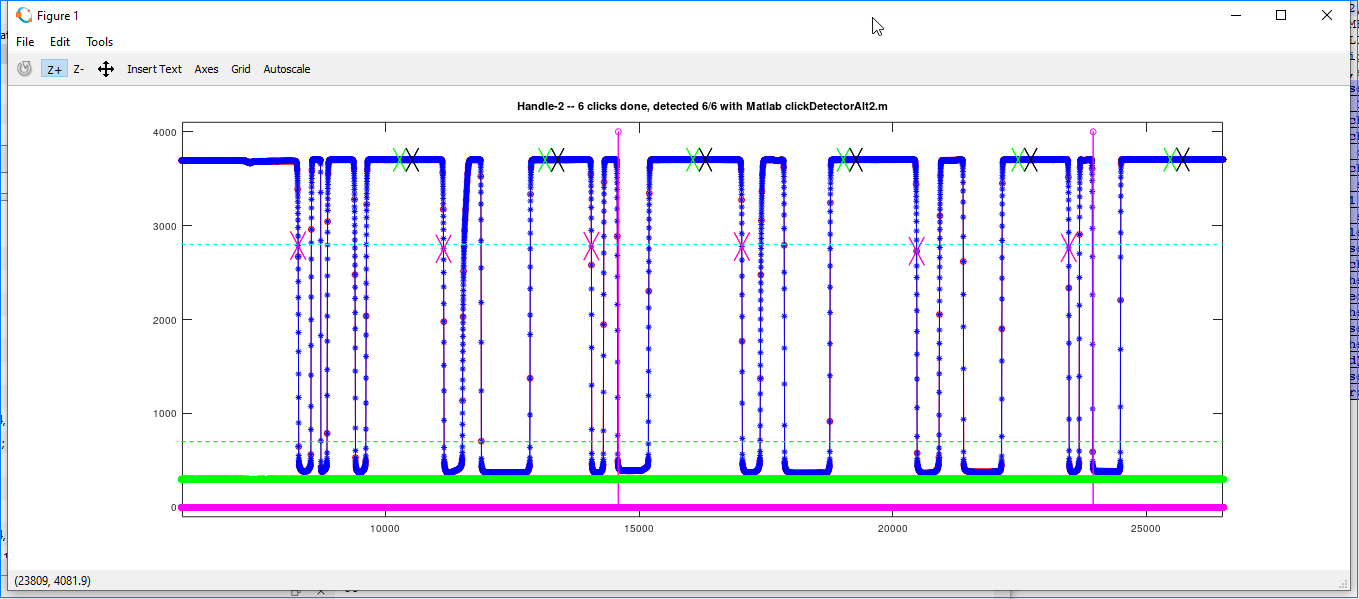 Figure 1
File Edit Tools
Z+ Z- Insert Text Axes Grid Autoscale
Handle-2 -- 6 clicks done, detected 6/6 with Matlab clickDetectorAlt2.m
4000
3000
2000
1000
0
10000 15000 20000 25000
(23809, 4081.9)